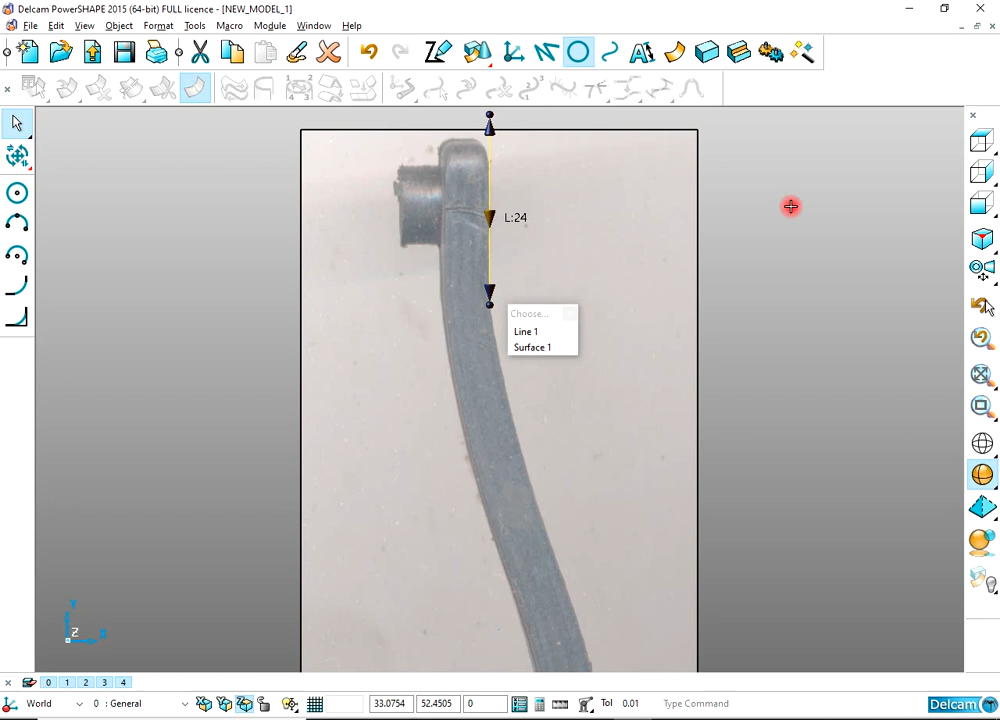 Delcam PowerSHAPE 2015 (64-bit) FULL licence - [NEW_MODEL_1]
File Edit View Object Format Tools Macro Module Window Help
L:24
Choose...
Line 1
Surface 1
Y
Z X
0 1 2 3 4
World 0 : General 33.0754 52.4505 0 Tol 0.01 Type Command Delcam